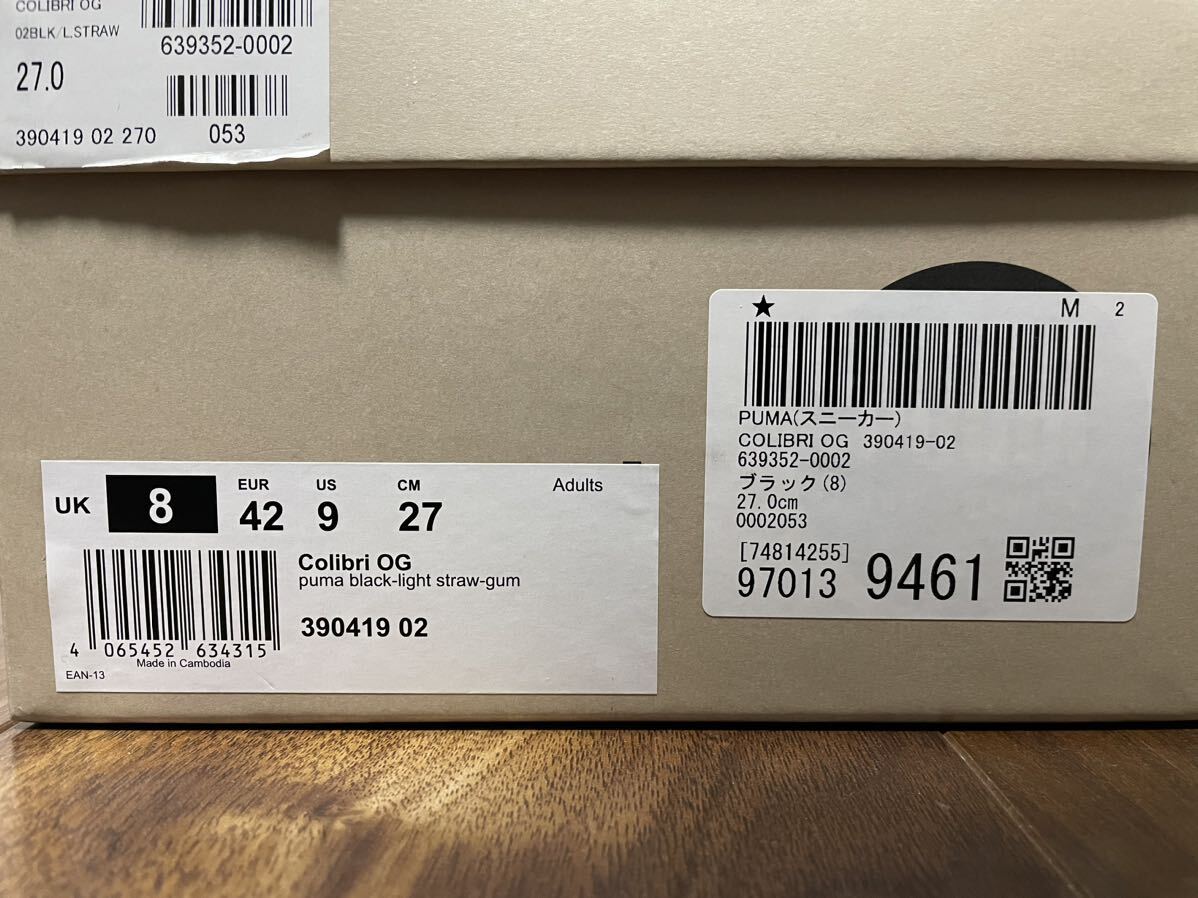 COLIBRI OG
02BLK/L.STRAW
639352-0002
27.0
390419 02 270
053
UK 8
EUR 42
US 9
CM 27
Adults
Colibri OG
puma black-light straw-gum
390419 02
4 065452 634315
Made in Cambodia
EAN-13
★ M 2
PUMA(スニーカー)
COLIBRI OG 390419-02
639352-0002
ブラック(8)
27.0cm
0002053
[74814255]
97013 9461